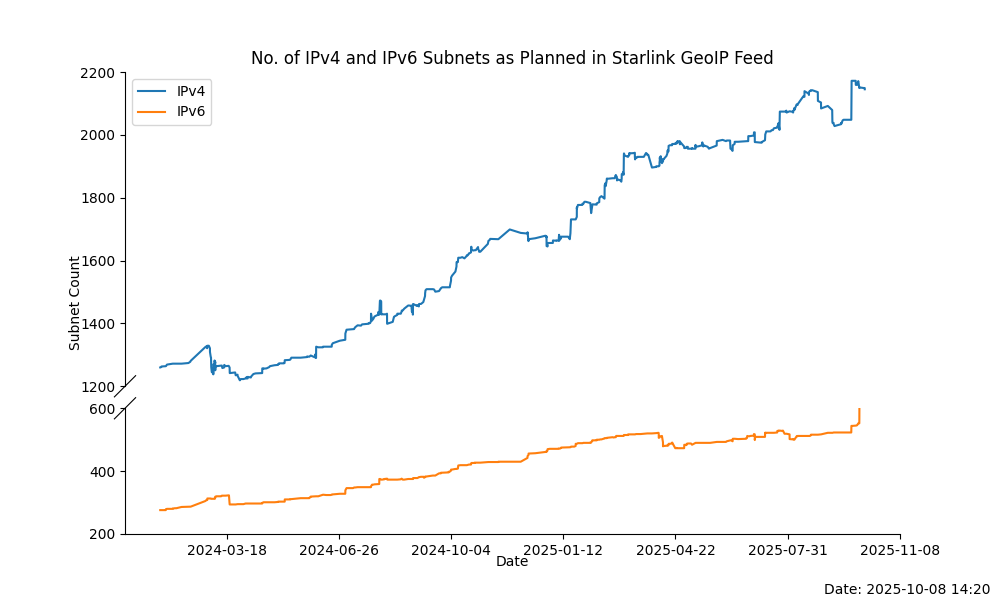 No. of IPv4 and IPv6 Subnets as Planned in Starlink GeoIP Feed
IPv4
IPv6
2200
2000
1800
1600
1400
1200
600
400
200
Subnet Count
2024-03-18
2024-06-26
2024-10-04
2025-01-12
2025-04-22
2025-07-31
2025-11-08
Date
Date: 2025-10-08 14:20